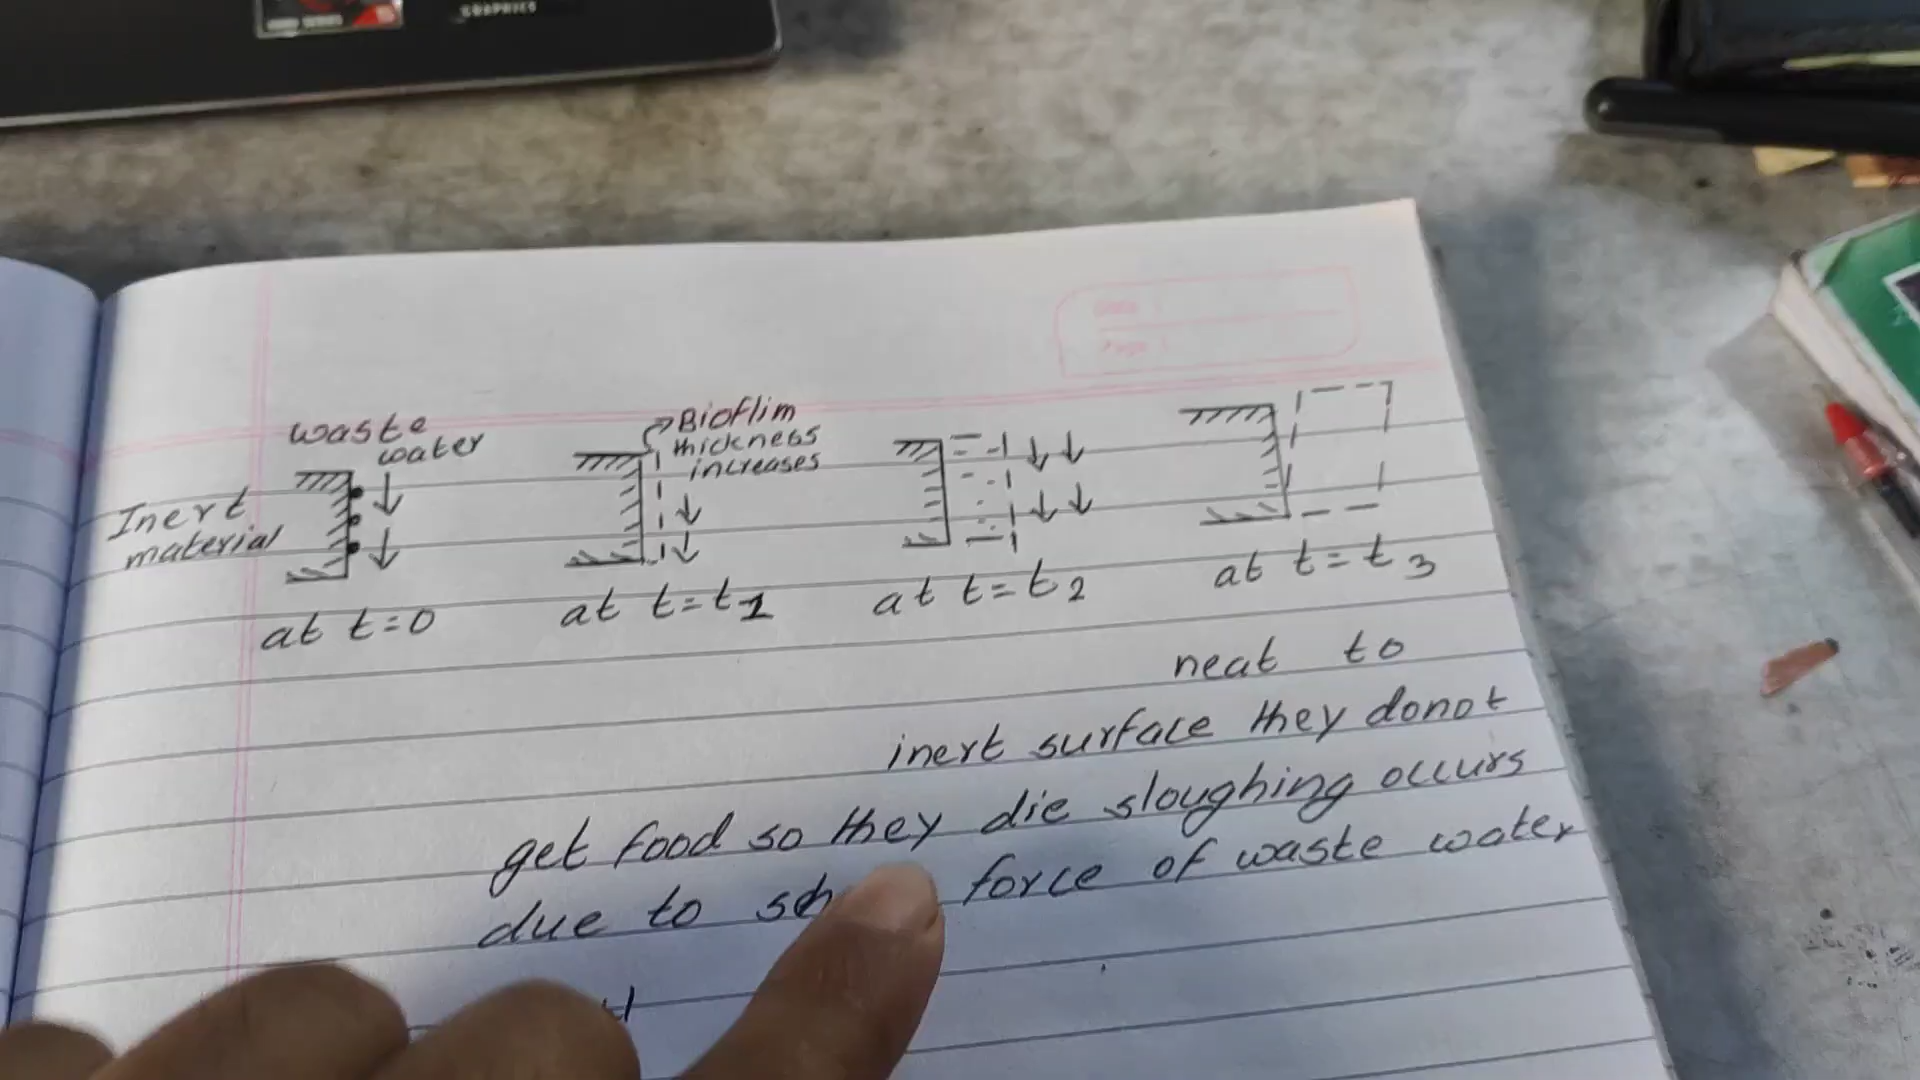 GRAPHICS
waste
water
Inert
material
at t=0
Bioflim
thickness
increases
at t=t1
at t=t2
at t=t3
neat to
inert surface they donot
get food so they die sloughing occurs
due to force of waste water